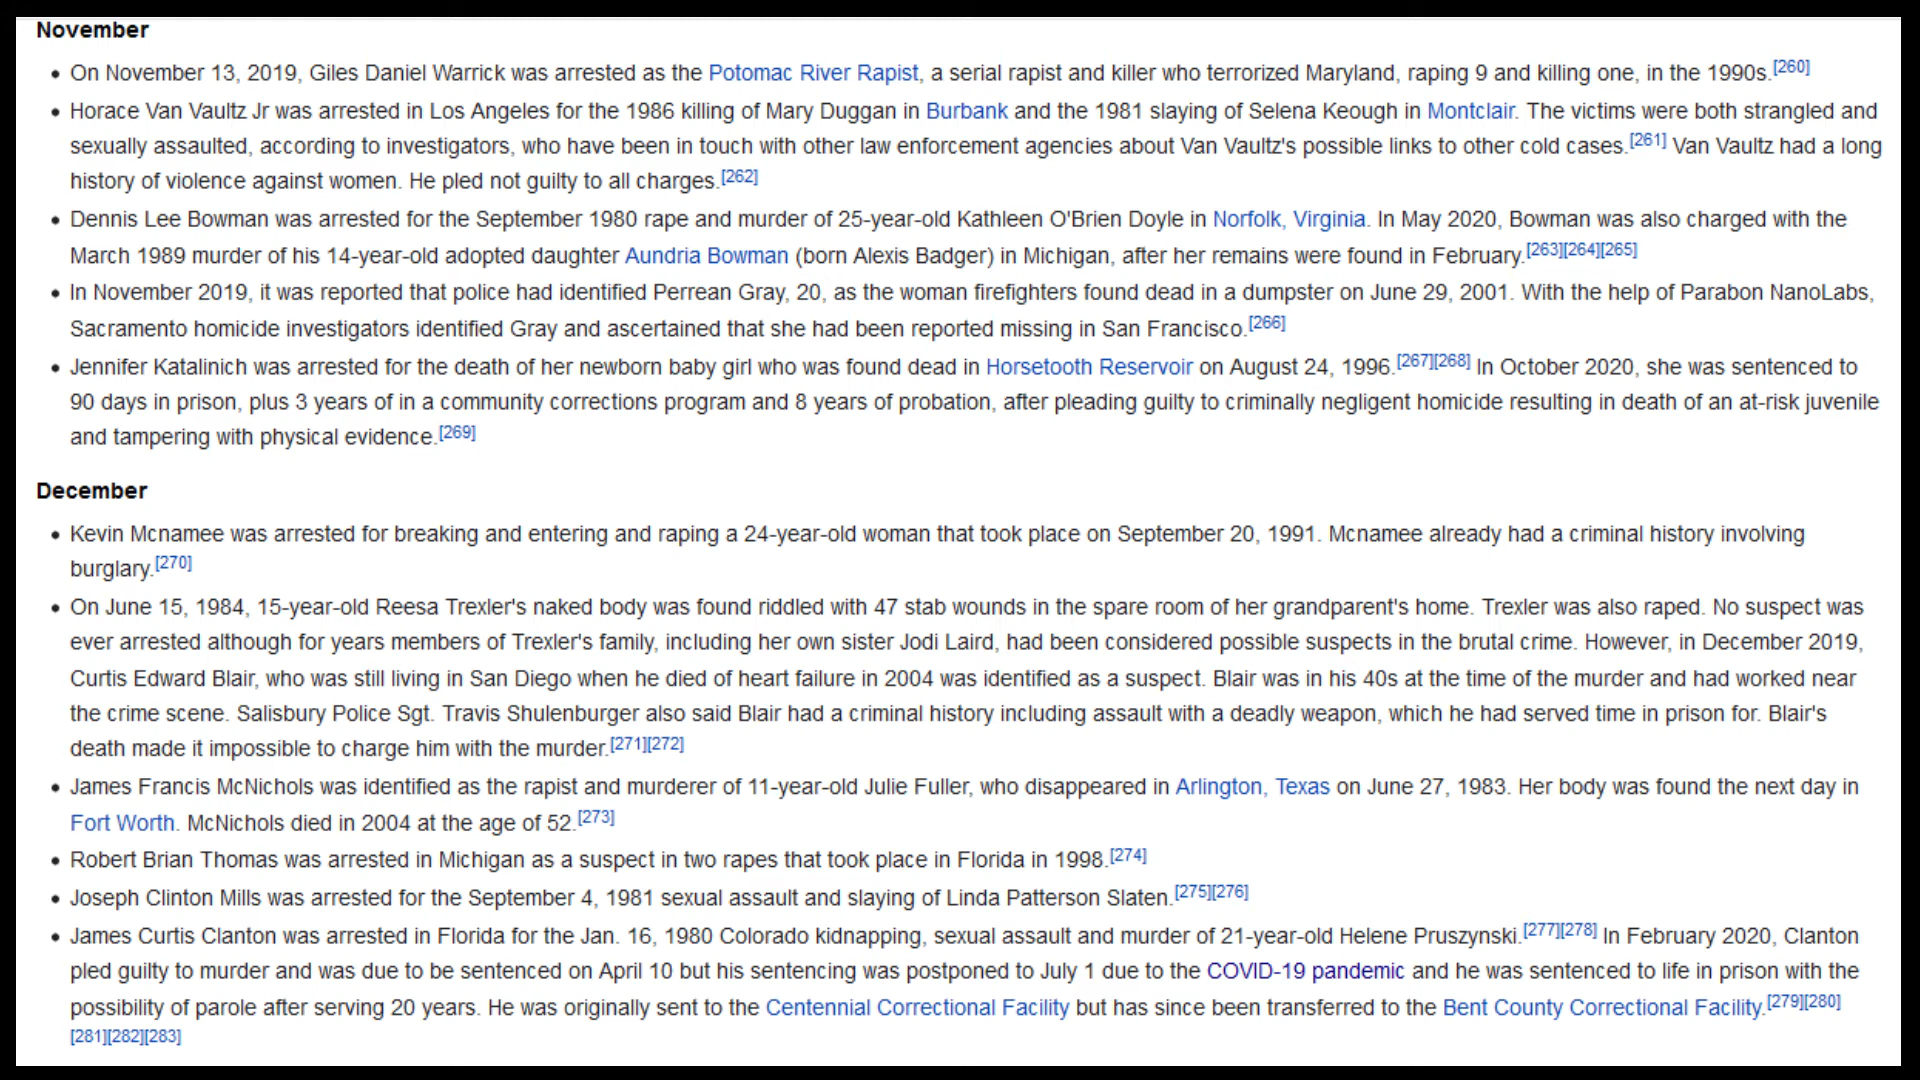 November
• On November 13, 2019, Giles Daniel Warrick was arrested as the Potomac River Rapist, a serial rapist and killer who terrorized Maryland, raping 9 and killing one, in the 1990s.[260]
• Horace Van Vaultz Jr was arrested in Los Angeles for the 1986 killing of Mary Duggan in Burbank and the 1981 slaying of Selena Keough in Montclair. The victims were both strangled and
sexually assaulted, according to investigators, who have been in touch with other law enforcement agencies about Van Vaultz's possible links to other cold cases.[261] Van Vaultz had a long
history of violence against women. He pled not guilty to all charges.[262]
• Dennis Lee Bowman was arrested for the September 1980 rape and murder of 25-year-old Kathleen O'Brien Doyle in Norfolk, Virginia. In May 2020, Bowman was also charged with the
March 1989 murder of his 14-year-old adopted daughter Aundria Bowman (born Alexis Badger) in Michigan, after her remains were found in February.[263][264][265]
• In November 2019, it was reported that police had identified Perrean Gray, 20, as the woman firefighters found dead in a dumpster on June 29, 2001. With the help of Parabon NanoLabs,
Sacramento homicide investigators identified Gray and ascertained that she had been reported missing in San Francisco.[266]
• Jennifer Katalinich was arrested for the death of her newborn baby girl who was found dead in Horsetooth Reservoir on August 24, 1996.[267][268] In October 2020, she was sentenced to
90 days in prison, plus 3 years of in a community corrections program and 8 years of probation, after pleading guilty to criminally negligent homicide resulting in death of an at-risk juvenile
and tampering with physical evidence.[269]
December
• Kevin Mcnamee was arrested for breaking and entering and raping a 24-year-old woman that took place on September 20, 1991. Mcnamee already had a criminal history involving
burglary.[270]
• On June 15, 1984, 15-year-old Reesa Trexler's naked body was found riddled with 47 stab wounds in the spare room of her grandparent's home. Trexler was also raped. No suspect was
ever arrested although for years members of Trexler's family, including her own sister Jodi Laird, had been considered possible suspects in the brutal crime. However, in December 2019,
Curtis Edward Blair, who was still living in San Diego when he died of heart failure in 2004 was identified as a suspect. Blair was in his 40s at the time of the murder and had worked near
the crime scene. Salisbury Police Sgt. Travis Shulenburger also said Blair had a criminal history including assault with a deadly weapon, which he had served time in prison for. Blair's
death made it impossible to charge him with the murder.[271][272]
• James Francis McNichols was identified as the rapist and murderer of 11-year-old Julie Fuller, who disappeared in Arlington, Texas on June 27, 1983. Her body was found the next day in
Fort Worth. McNichols died in 2004 at the age of 52.[273]
• Robert Brian Thomas was arrested in Michigan as a suspect in two rapes that took place in Florida in 1998.[274]
• Joseph Clinton Mills was arrested for the September 4, 1981 sexual assault and slaying of Linda Patterson Slaten.[275][276]
• James Curtis Clanton was arrested in Florida for the Jan. 16, 1980 Colorado kidnapping, sexual assault and murder of 21-year-old Helene Pruszynski.[277][278] In February 2020, Clanton
pled guilty to murder and was due to be sentenced on April 10 but his sentencing was postponed to July 1 due to the COVID-19 pandemic and he was sentenced to life in prison with the
possibility of parole after serving 20 years. He was originally sent to the Centennial Correctional Facility but has since been transferred to the Bent County Correctional Facility.[279][280]
[281][282][283]